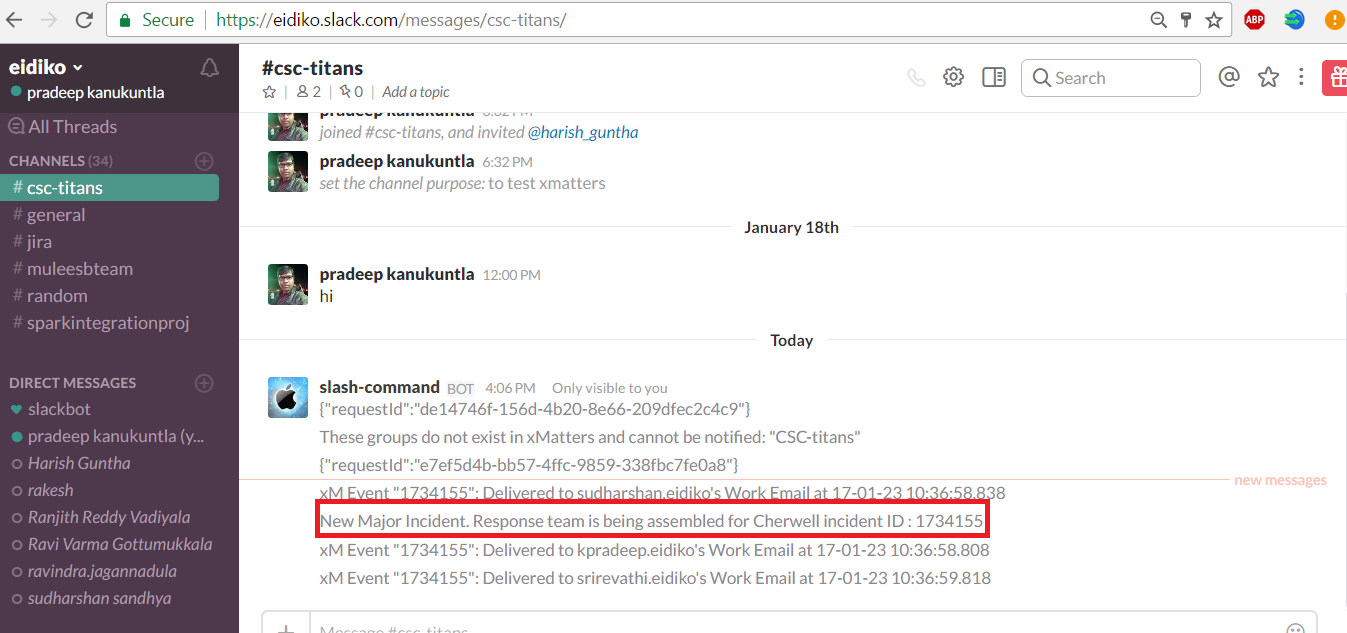 Secure https://eidiko.slack.com/messages/csc-titans/
ABP
eidiko
pradeep kanukuntla
All Threads
CHANNELS (34)
# csc-titans
# general
# jira
# muleesbteam
# random
# sparkintegrationproj
DIRECT MESSAGES
slackbot
pradeep kanukuntla (y...
Harish Guntha
rakesh
Ranjith Reddy Vadiyala
Ravi Varma Gottumukkala
ravindra.jagannadula
sudharshan sandhya
#csc-titans
2 | 0 | Add a topic
Search
pradeep kanukuntla 6:32 PM
joined #csc-titans, and invited @harish_guntha
pradeep kanukuntla 6:32 PM
set the channel purpose: to test xmatters
January 18th
pradeep kanukuntla 12:00 PM
hi
Today
slash-command BOT 4:06 PM Only visible to you
{"requestId":"de14746f-156d-4b20-8e66-209dfec2c4c9"}
These groups do not exist in xMatters and cannot be notified: "CSC-titans"
{"requestId":"e7ef5d4b-bb57-4ffc-9859-338fbc7fe0a8"}
new messages
xM Event "1734155": Delivered to sudharshan.eidiko's Work Email at 17-01-23 10:36:58.838
New Major Incident. Response team is being assembled for Cherwell incident ID : 1734155
xM Event "1734155": Delivered to kpradeep.eidiko's Work Email at 17-01-23 10:36:58.808
xM Event "1734155": Delivered to srirevathi.eidiko's Work Email at 17-01-23 10:36:59.818
Message #csc-titans